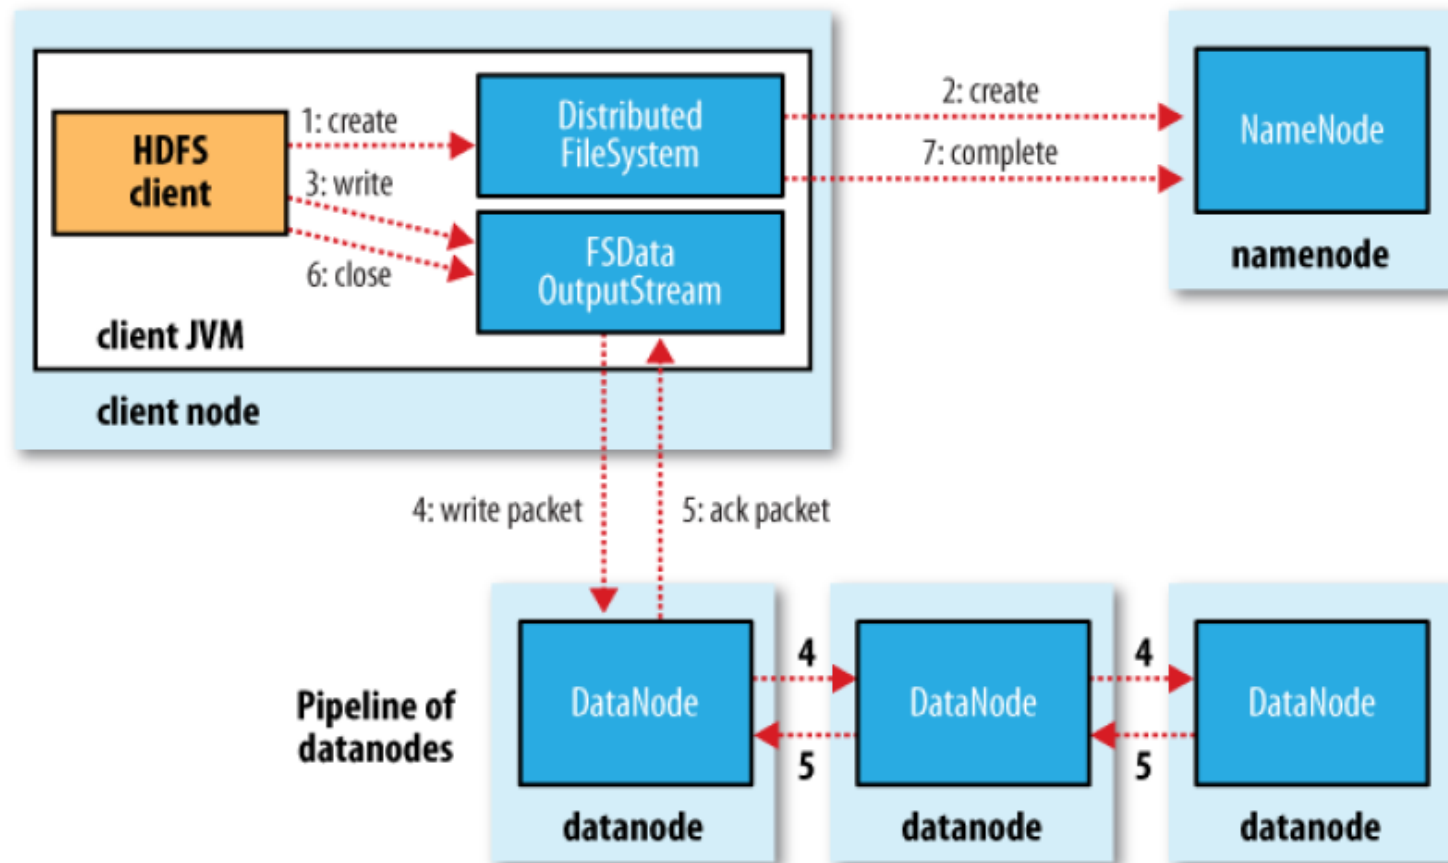 HDFS
client
1: create
3: write
6: close
Distributed
FileSystem
FSData
OutputStream
client JVM
client node
2: create
7: complete
NameNode
namenode
4: write packet
5: ack packet
Pipeline of
datanodes
DataNode
datanode
4
5
DataNode
datanode
4
5
DataNode
datanode